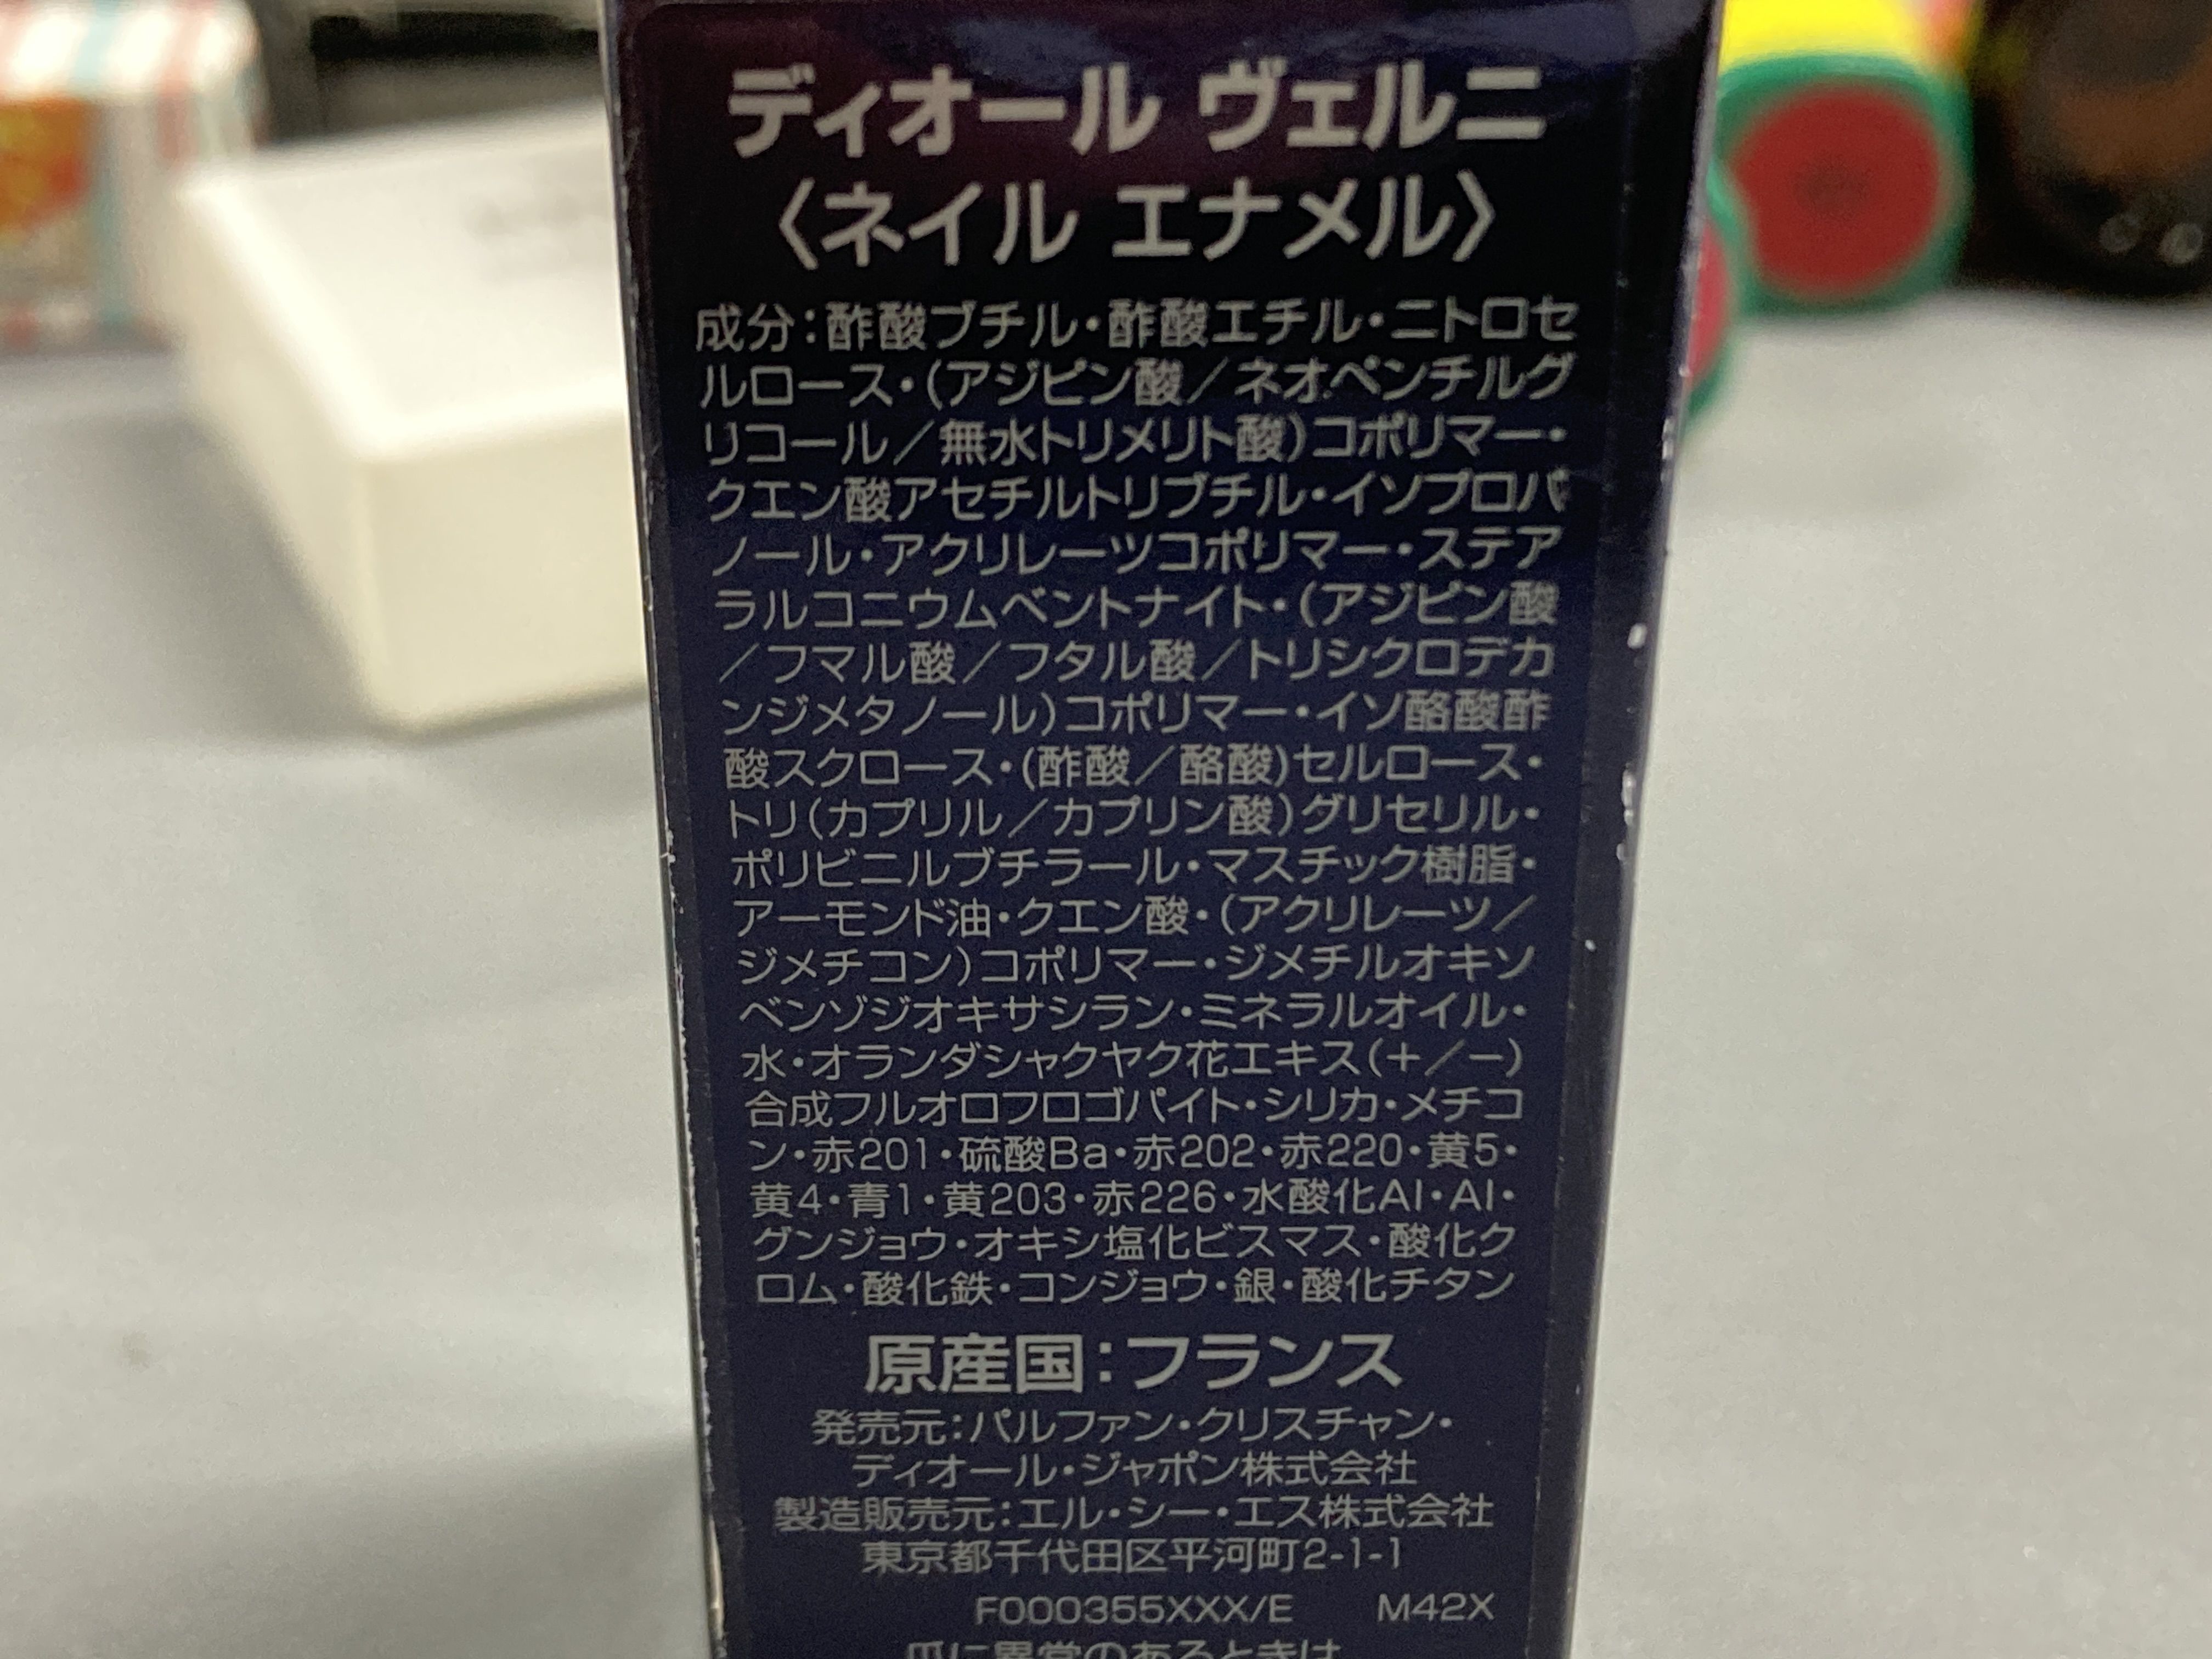 ディオール ヴェルニ
〈ネイル エナメル〉
成分：酢酸ブチル・酢酸エチル・ニトロセ
ルロース・（アジピン酸／ネオペンチルグ
リコール／無水トリメリト酸）コポリマー・
クエン酸アセチルトリブチル・イソプロパ
ノール・アクリレーツコポリマー・ステア
ラルコニウムベントナイト・（アジピン酸
／フマル酸／フタル酸／トリシクロデカ
ンジメタノール）コポリマー・イソ酪酸酢
酸スクロース・（酢酸／酪酸）セルロース・
トリ（カプリル／カプリン酸）グリセリル・
ポリビニルブチラール・マスチック樹脂・
アーモンド油・クエン酸・（アクリレーツ／
ジメチコン）コポリマー・ジメチルオキソ
ベンゾジオキサシラン・ミネラルオイル・
水・オランダシャクヤク花エキス（＋／－）
合成フルオロフロゴパイト・シリカ・メチコ
ン・赤201・硫酸Ba・赤202・赤220・黄5・
黄4・青1・黄203・赤226・水酸化Al・Al・
グンジョウ・オキシ塩化ビスマス・酸化ク
ロム・酸化鉄・コンジョウ・銀・酸化チタン
原産国：フランス
発売元：パルファン・クリスチャン・
ディオール・ジャポン株式会社
製造販売元：エル・シー・エス株式会社
東京都千代田区平河町2-1-1
F000355XXX/E M42X
爪に異常のあるときは